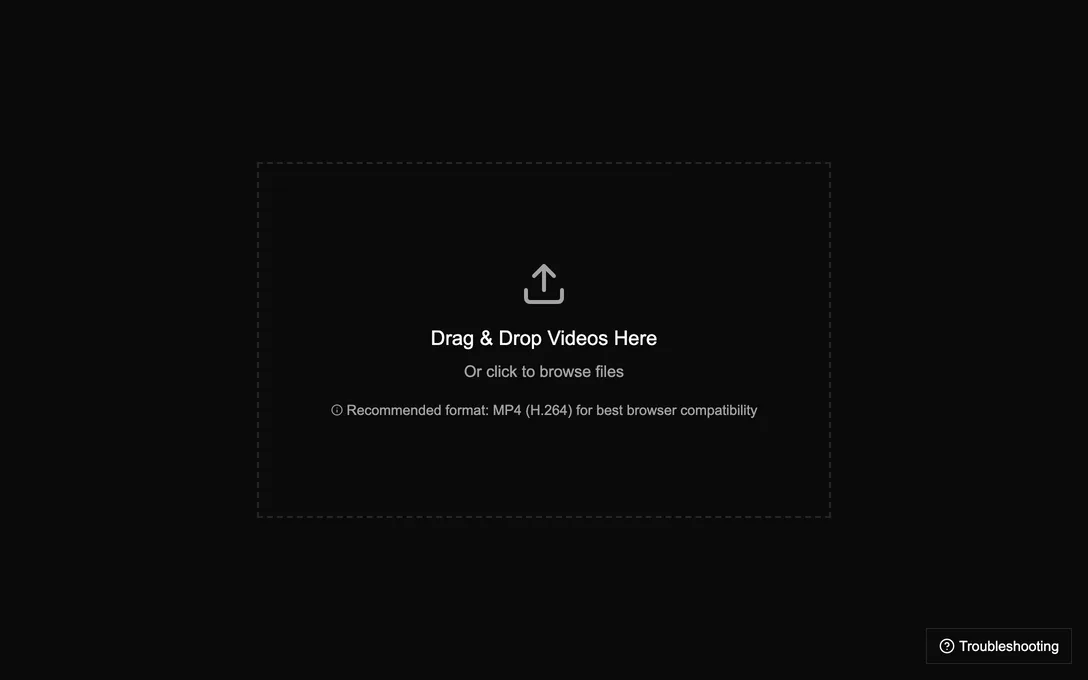 Drag & Drop Videos Here
Or click to browse files
Recommended format: MP4 (H.264) for best browser compatibility
Troubleshooting